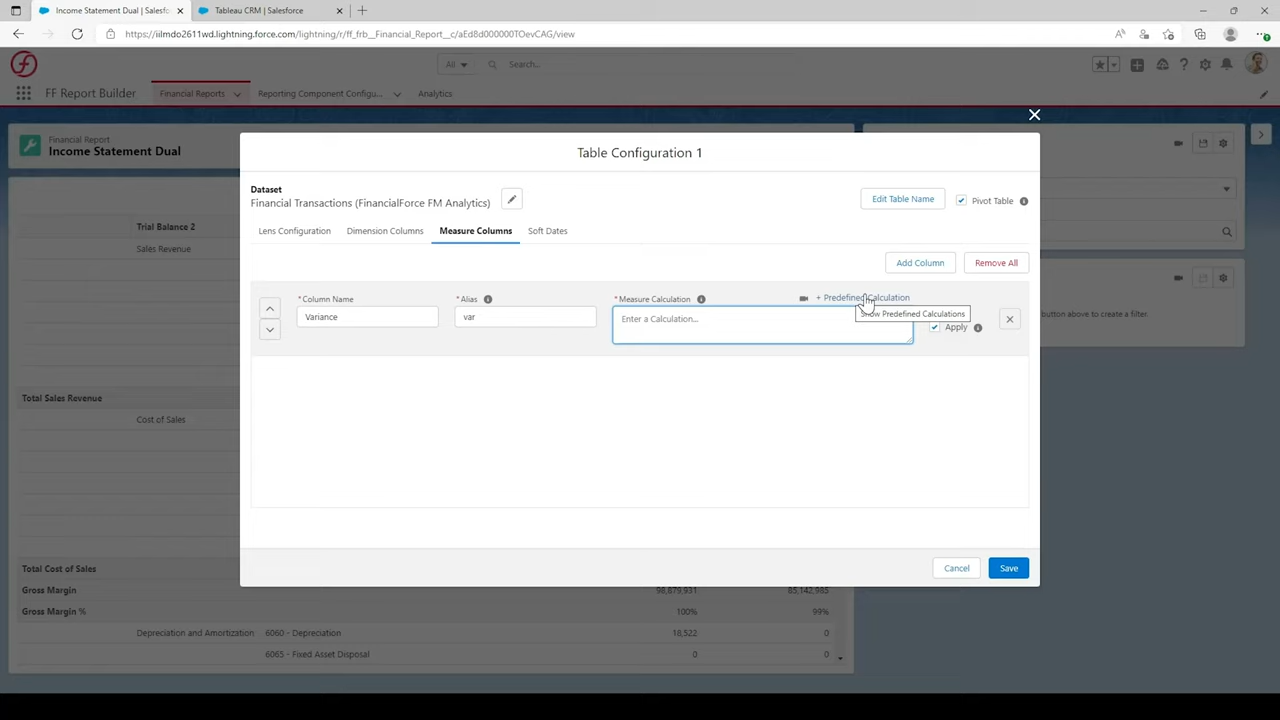 Income Statement Dual | Salesfo
Tableau CRM | Salesforce
https://iilmdo2611wd.lightning.force.com/lightning/r/ff_frb__Financial_Report__c/aEd8d000000TOevCAG/view
All
Search...
FF Report Builder
Financial Reports
Reporting Component Configu...
Analytics
Financial Report
Income Statement Dual
Table Configuration 1
Dataset
Financial Transactions (FinancialForce FM Analytics)
Edit Table Name
Pivot Table
Lens Configuration
Dimension Columns
Measure Columns
Soft Dates
Add Column
Remove All
* Column Name
* Alias
* Measure Calculation
+ Predefined Calculation
Variance
var
Enter a Calculation...
Show Predefined Calculations
Apply
Cancel
Save
Trial Balance 2
Sales Revenue
Total Sales Revenue
Cost of Sales
Total Cost of Sales
Gross Margin
98,879,931
85,142,985
Gross Margin %
100%
99%
Depreciation and Amortization
6060 - Depreciation
18,522
0
6065 - Fixed Asset Disposal
0
0
button above to create a filter.